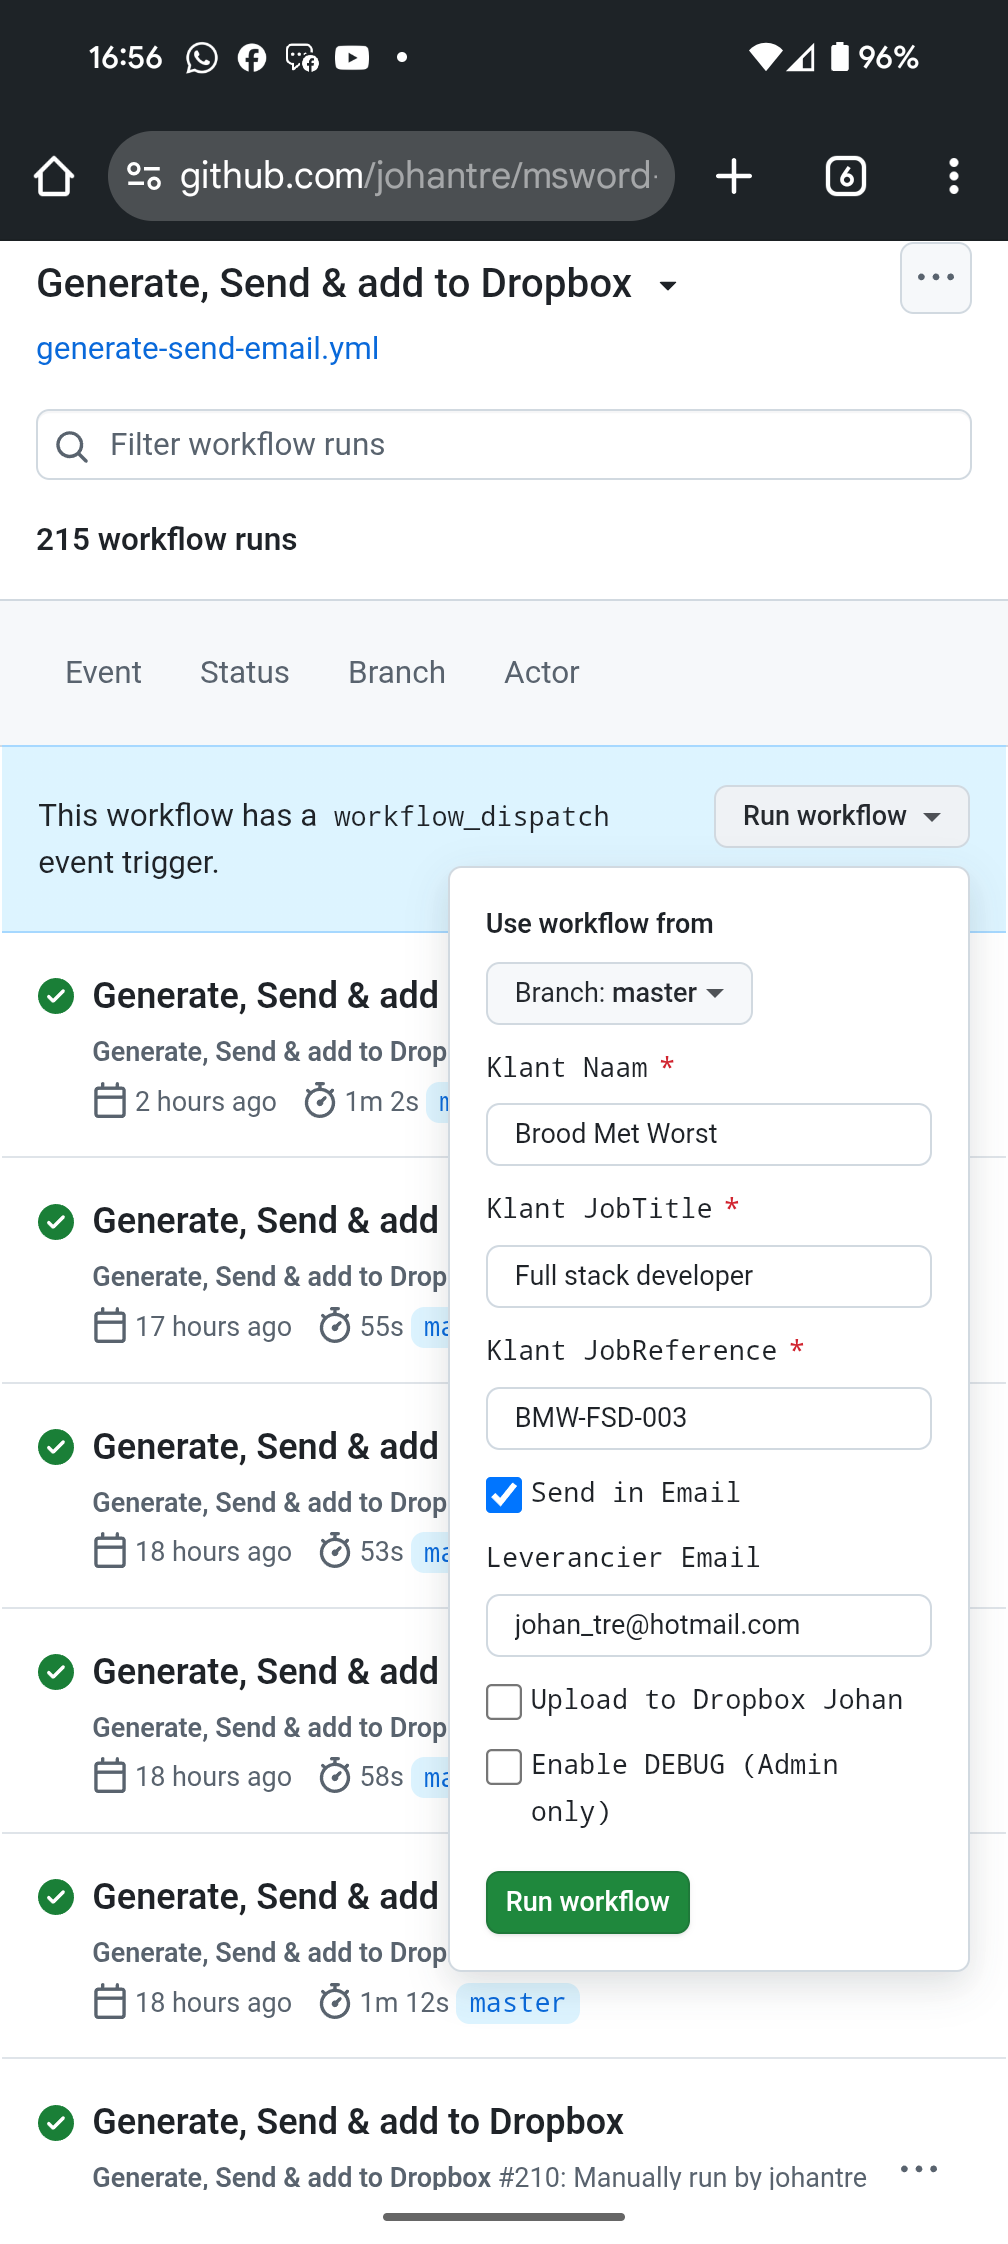 16:56
96%
github.com/johantre/msword
6
Generate, Send & add to Dropbox
generate-send-email.yml
Filter workflow runs
215 workflow runs
Event Status Branch Actor
This workflow has a workflow_dispatch
event trigger.
Run workflow
Use workflow from
Branch: master
Klant Naam *
Brood Met Worst
Klant JobTitle *
Full stack developer
Klant JobReference *
BMW-FSD-003
Send in Email
Leverancier Email
johan_tre@hotmail.com
Upload to Dropbox Johan
Enable DEBUG (Admin
only)
Run workflow
Generate, Send & add
Generate, Send & add to Drop
2 hours ago 1m 2s
Generate, Send & add
Generate, Send & add to Drop
17 hours ago 55s ma
Generate, Send & add
Generate, Send & add to Drop
18 hours ago 53s ma
Generate, Send & add
Generate, Send & add to Drop
18 hours ago 58s ma
Generate, Send & add
Generate, Send & add to Drop
18 hours ago 1m 12s master
Generate, Send & add to Dropbox
Generate, Send & add to Dropbox #210: Manually run by johantre